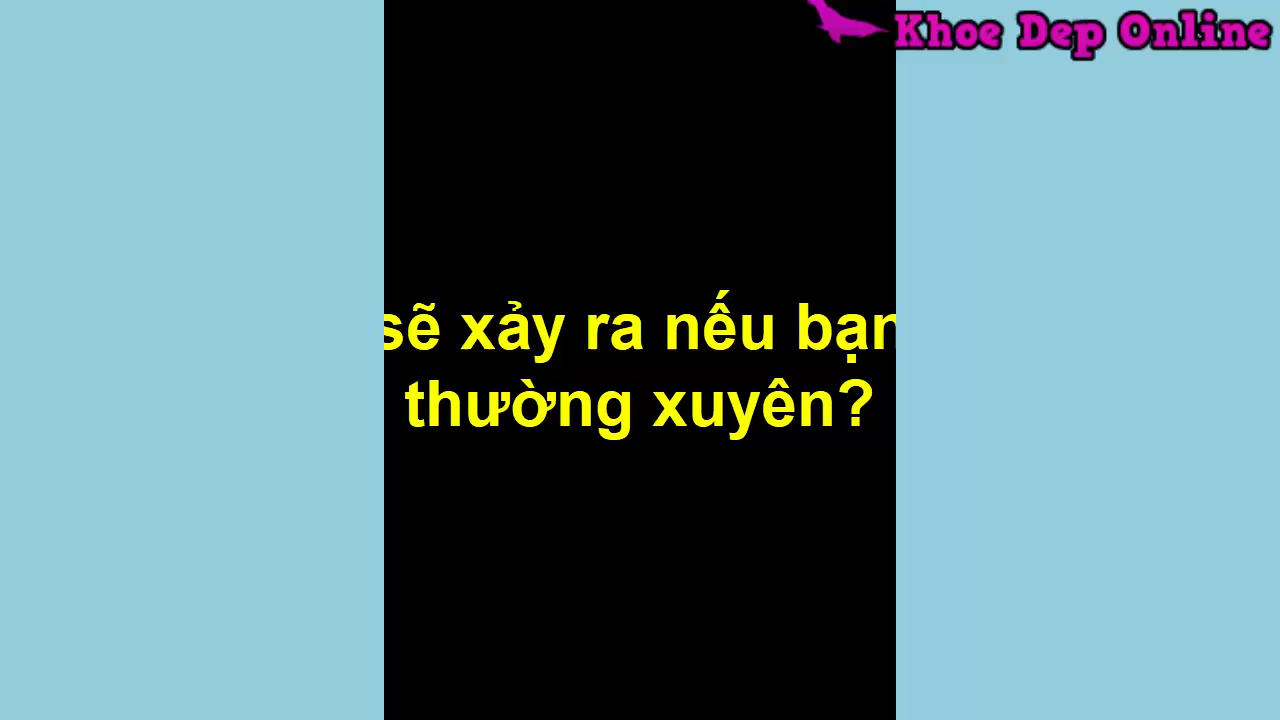 Khoe Dep Online
sẽ xảy ra nếu bạn
thường xuyên?